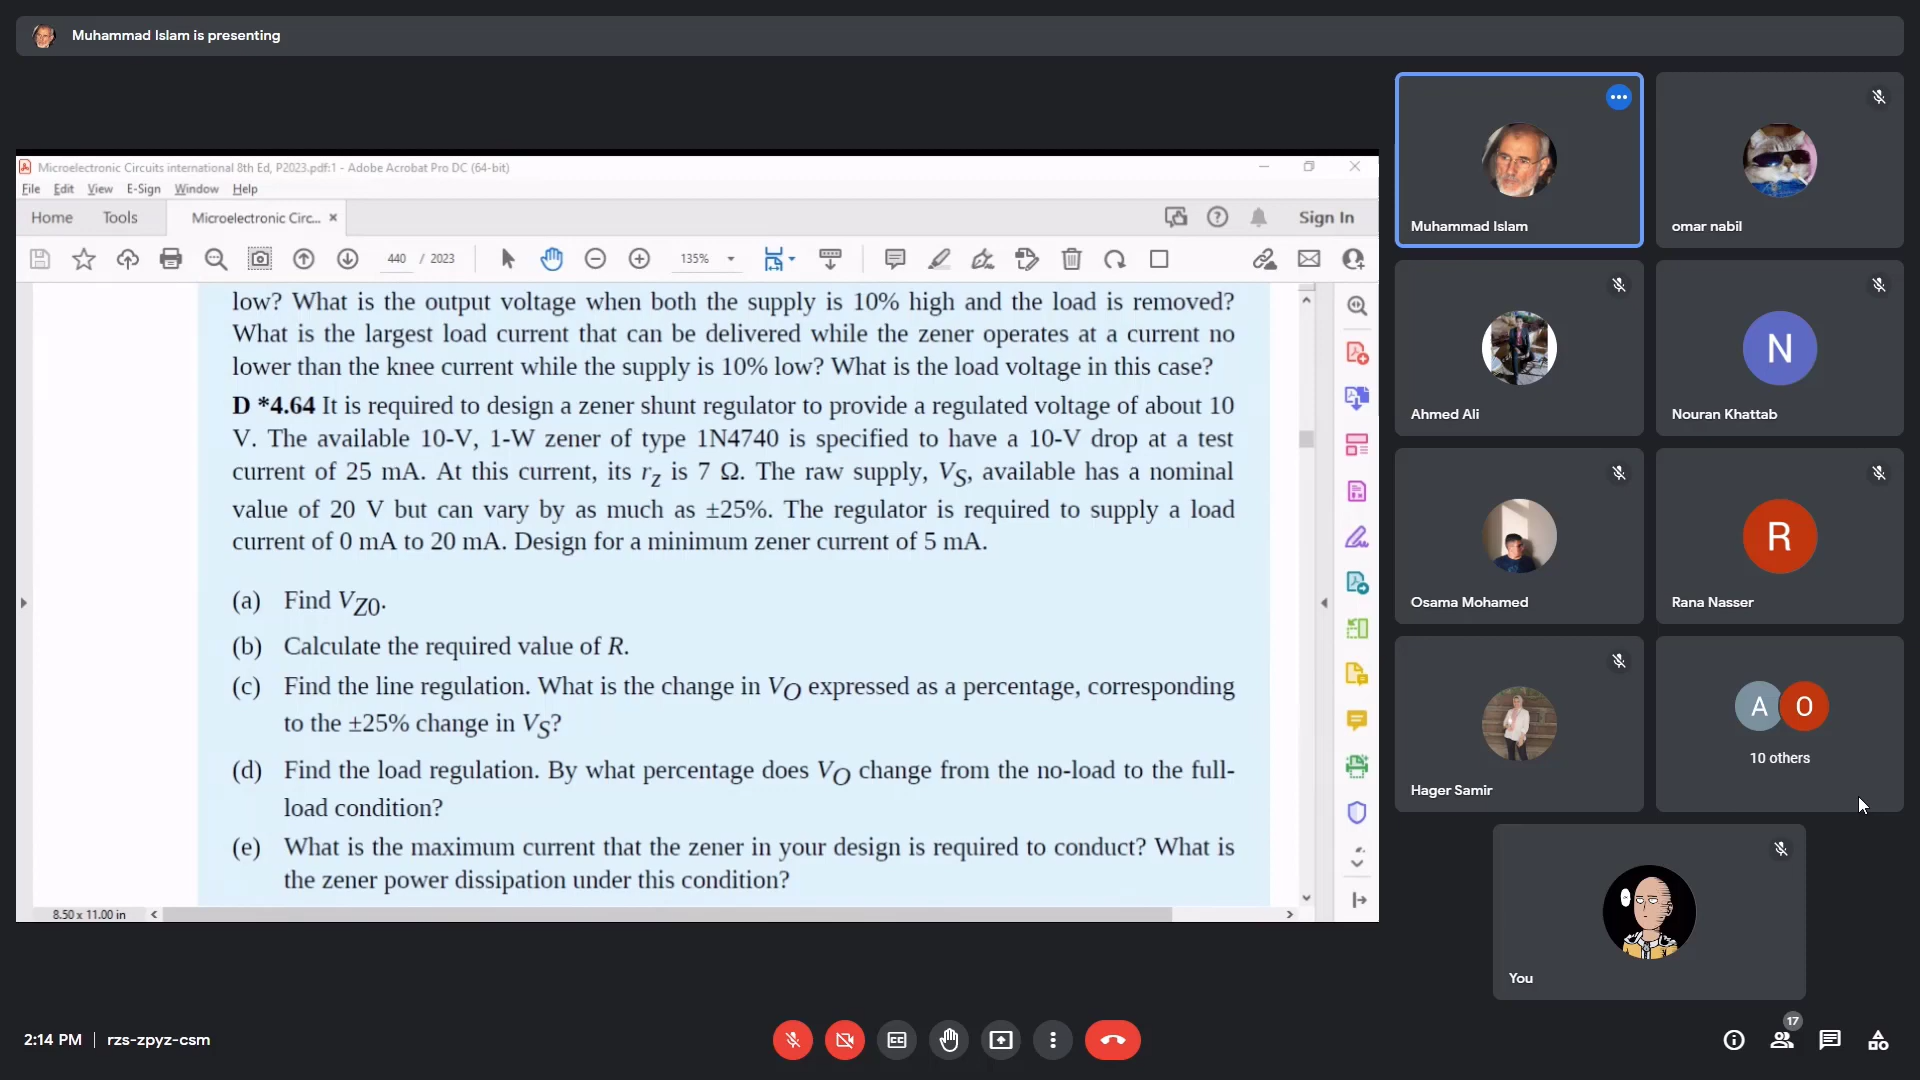 Muhammad Islam is presenting
Microelectronic Circuits international 8th Ed, P2023.pdf:1 - Adobe Acrobat Pro DC (64-bit)
File Edit View E-Sign Window Help
Home Tools Microelectronic Circ... ×
Sign In
440 / 2023
135%
low? What is the output voltage when both the supply is 10% high and the load is removed?
What is the largest load current that can be delivered while the zener operates at a current no
lower than the knee current while the supply is 10% low? What is the load voltage in this case?
D *4.64 It is required to design a zener shunt regulator to provide a regulated voltage of about 10
V. The available 10-V, 1-W zener of type 1N4740 is specified to have a 10-V drop at a test
current of 25 mA. At this current, its rZ is 7 Ω. The raw supply, VS, available has a nominal
value of 20 V but can vary by as much as ±25%. The regulator is required to supply a load
current of 0 mA to 20 mA. Design for a minimum zener current of 5 mA.
(a) Find VZ0.
(b) Calculate the required value of R.
(c) Find the line regulation. What is the change in VO expressed as a percentage, corresponding
to the ±25% change in VS?
(d) Find the load regulation. By what percentage does VO change from the no-load to the full-
load condition?
(e) What is the maximum current that the zener in your design is required to conduct? What is
the zener power dissipation under this condition?
8.50 x 11.00 in
Muhammad Islam
omar nabil
Ahmed Ali
N
Nouran Khattab
Osama Mohamed
R
Rana Nasser
Hager Samir
A O
10 others
You
2:14 PM | rzs-zpyz-csm
17